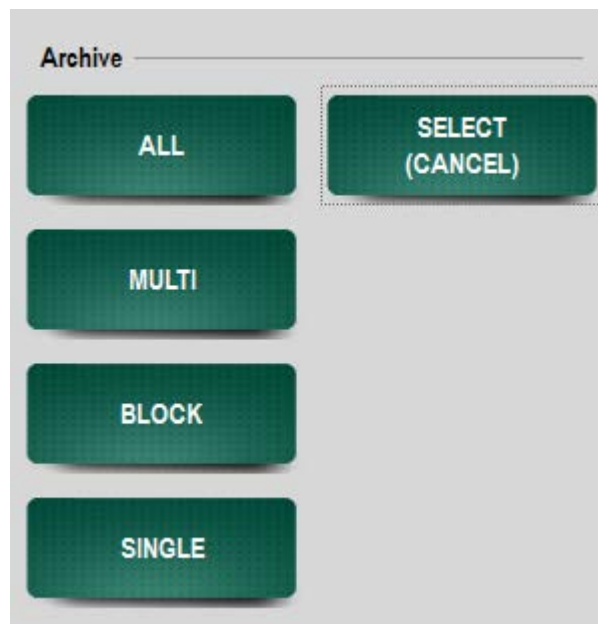 Archive
ALL
SELECT
(CANCEL)
MULTI
BLOCK
SINGLE